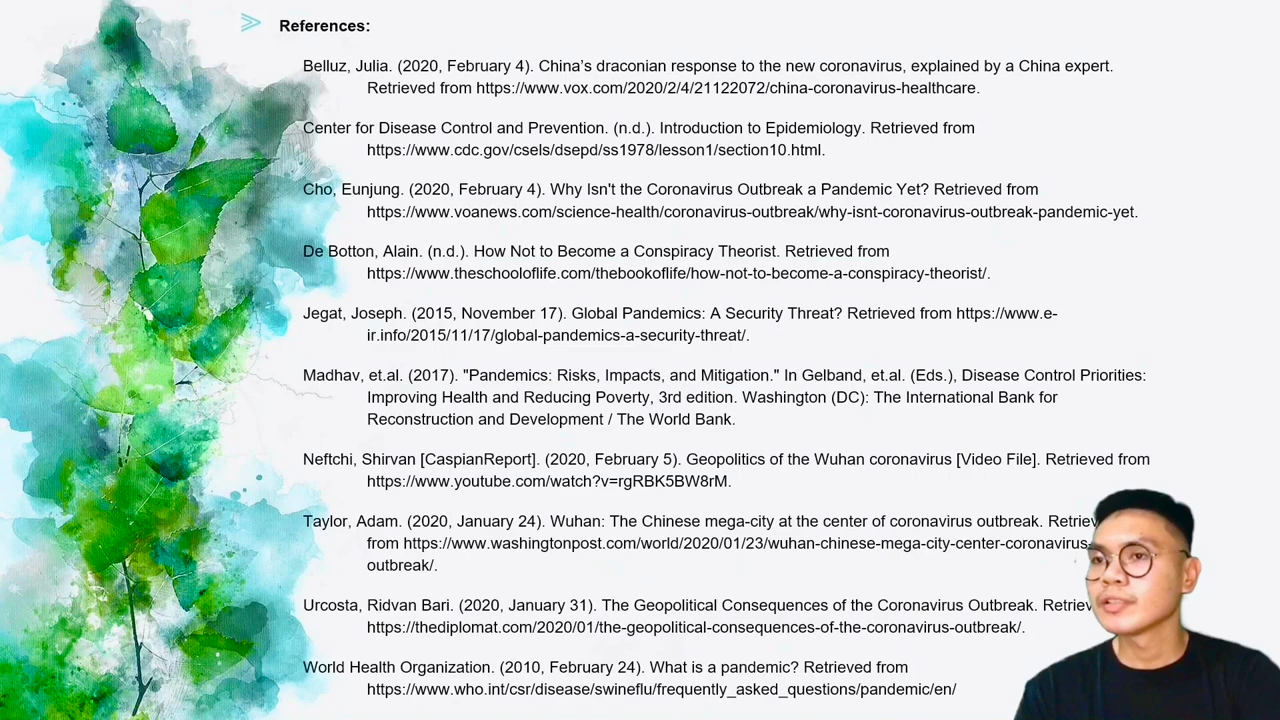 References:
Belluz, Julia. (2020, February 4). China’s draconian response to the new coronavirus, explained by a China expert.
Retrieved from https://www.vox.com/2020/2/4/21122072/china-coronavirus-healthcare.
Center for Disease Control and Prevention. (n.d.). Introduction to Epidemiology. Retrieved from
https://www.cdc.gov/csels/dsepd/ss1978/lesson1/section10.html.
Cho, Eunjung. (2020, February 4). Why Isn't the Coronavirus Outbreak a Pandemic Yet? Retrieved from
https://www.voanews.com/science-health/coronavirus-outbreak/why-isnt-coronavirus-outbreak-pandemic-yet.
De Botton, Alain. (n.d.). How Not to Become a Conspiracy Theorist. Retrieved from
https://www.theschooloflife.com/thebookoflife/how-not-to-become-a-conspiracy-theorist/.
Jegat, Joseph. (2015, November 17). Global Pandemics: A Security Threat? Retrieved from https://www.e-
ir.info/2015/11/17/global-pandemics-a-security-threat/.
Madhav, et.al. (2017). "Pandemics: Risks, Impacts, and Mitigation." In Gelband, et.al. (Eds.), Disease Control Priorities:
Improving Health and Reducing Poverty, 3rd edition. Washington (DC): The International Bank for
Reconstruction and Development / The World Bank.
Neftchi, Shirvan [CaspianReport]. (2020, February 5). Geopolitics of the Wuhan coronavirus [Video File]. Retrieved from
https://www.youtube.com/watch?v=rgRBK5BW8rM.
Taylor, Adam. (2020, January 24). Wuhan: The Chinese mega-city at the center of coronavirus outbreak.
from https://www.washingtonpost.com/world/2020/01/23/wuhan-chinese-mega-city-center-coronavirus-
outbreak/.
Urcosta, Ridvan Bari. (2020, January 31). The Geopolitical Consequences of the Coronavirus Outbreak.
https://thediplomat.com/2020/01/the-geopolitical-consequences-of-the-coronavirus-outbreak/.
World Health Organization. (2010, February 24). What is a pandemic? Retrieved from
https://www.who.int/csr/disease/swineflu/frequently_asked_questions/pandemic/en/